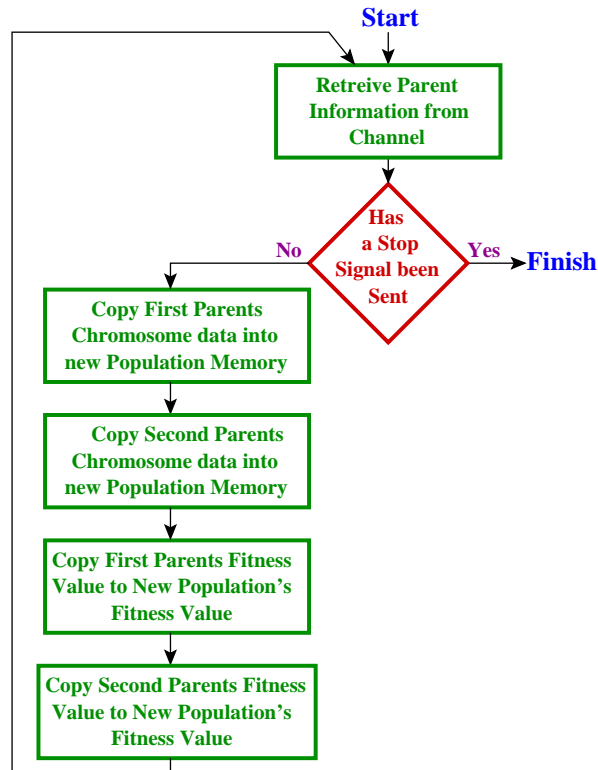 Start
Retreive Parent
Information from
Channel
Has
a Stop
Signal been
Sent
No
Yes
Finish
Copy First Parents
Chromosome data into
new Population Memory
Copy Second Parents
Chromosome data into
new Population Memory
Copy First Parents Fitness
Value to New Population's
Fitness Value
Copy Second Parents Fitness
Value to New Population's
Fitness Value